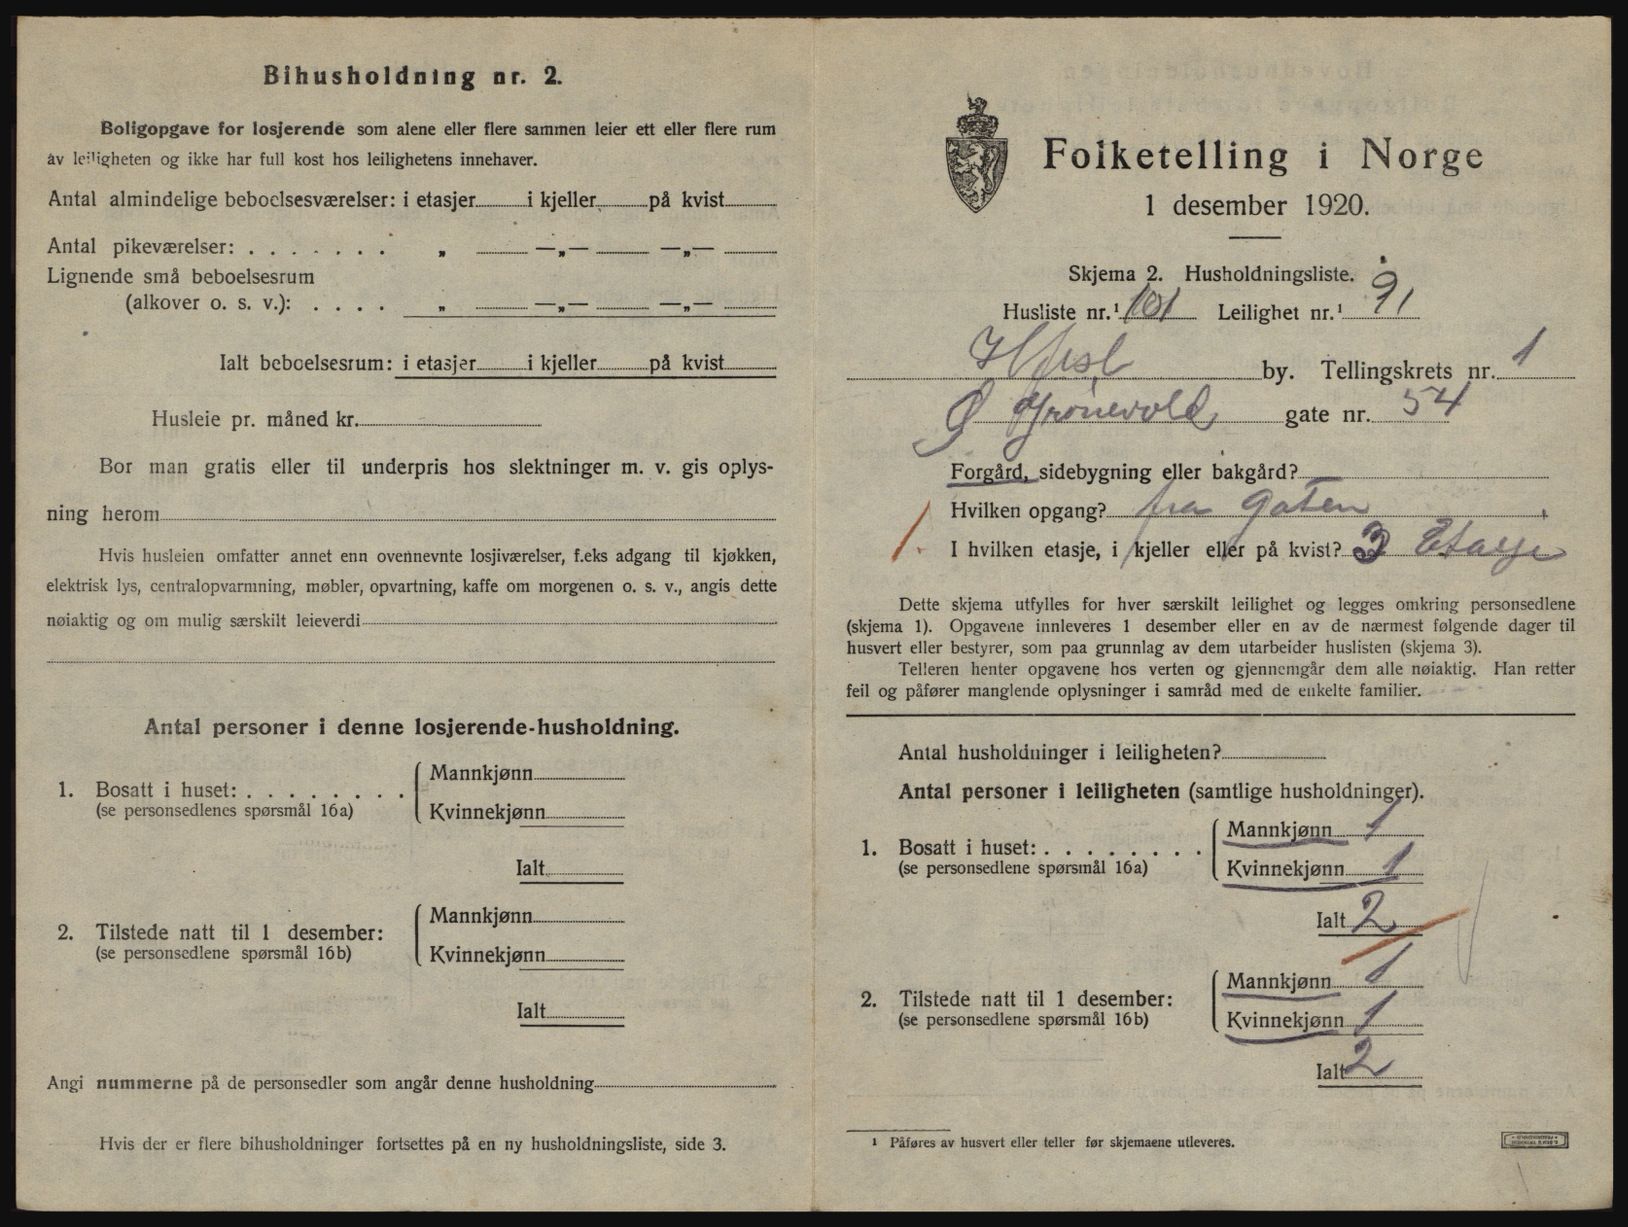 Bihusholdning nr. 2.
Boligopgave for losjerende som alene eller flere sammen leier ett eller flere rum
av leiligheten og ikke har full kost hos leilighetens innehaver.
Antal almindelige beboelsesværelser: i etasjer i kjeller på kvist
Antal pikeværelser: . . . . . . . „ —„— —„—
Lignende små beboelsesrum
(alkover o. s. v.): . . . . „ —„— —„—
Ialt beboelsesrum: i etasjer i kjeller på kvist
Husleie pr. måned kr.
Bor man gratis eller til underpris hos slektninger m. v. gis oplys-
ning herom
Hvis husleien omfatter annet enn ovennevnte losjiværelser, f.eks adgang til kjøkken,
elektrisk lys, centralopvarmning, møbler, opvartning, kaffe om morgenen o. s. v., angis dette
nøiaktig og om mulig særskilt leieverdi
Antal personer i denne losjerende-husholdning.
1. Bosatt i huset: . . . . . . . .
(se personsedlenes spørsmål 16a)
Mannkjønn
Kvinnekjønn
Ialt
2. Tilstede natt til 1 desember:
(se personsedlene spørsmål 16b)
Mannkjønn
Kvinnekjønn
Ialt
Angi nummerne på de personsedler som angår denne husholdning
Hvis der er flere bihusholdninger fortsettes på en ny husholdningsliste, side 3.
Folketelling i Norge
1 desember 1920.
Skjema 2. Husholdningsliste.
Husliste nr.¹ 101 Leilighet nr.¹ 91
by. Tellingskrets nr. 1
Ø Grönevold gate nr. 54
Forgård, sidebygning eller bakgård?
Hvilken opgang? fra gaten
1. I hvilken etasje, i kjeller eller på kvist? 3 Etasje
Dette skjema utfylles for hver særskilt leilighet og legges omkring personsedlene
(skjema 1). Opgavene innleveres 1 desember eller en av de nærmest følgende dager til
husvert eller bestyrer, som paa grunnlag av dem utarbeider huslisten (skjema 3).
Telleren henter opgavene hos verten og gjennemgår dem alle nøiaktig. Han retter
feil og påfører manglende oplysninger i samråd med de enkelte familier.
Antal husholdninger i leiligheten?
Antal personer i leiligheten (samtlige husholdninger).
1. Bosatt i huset: . . . . . . . .
(se personsedlene spørsmål 16a)
Mannkjønn 1
Kvinnekjønn 1
Ialt 2
2. Tilstede natt til 1 desember:
(se personsedlene spørsmål 16b)
Mannkjønn 1
Kvinnekjønn 1
Ialt 2
¹ Påføres av husvert eller teller før skjemaene utleveres.